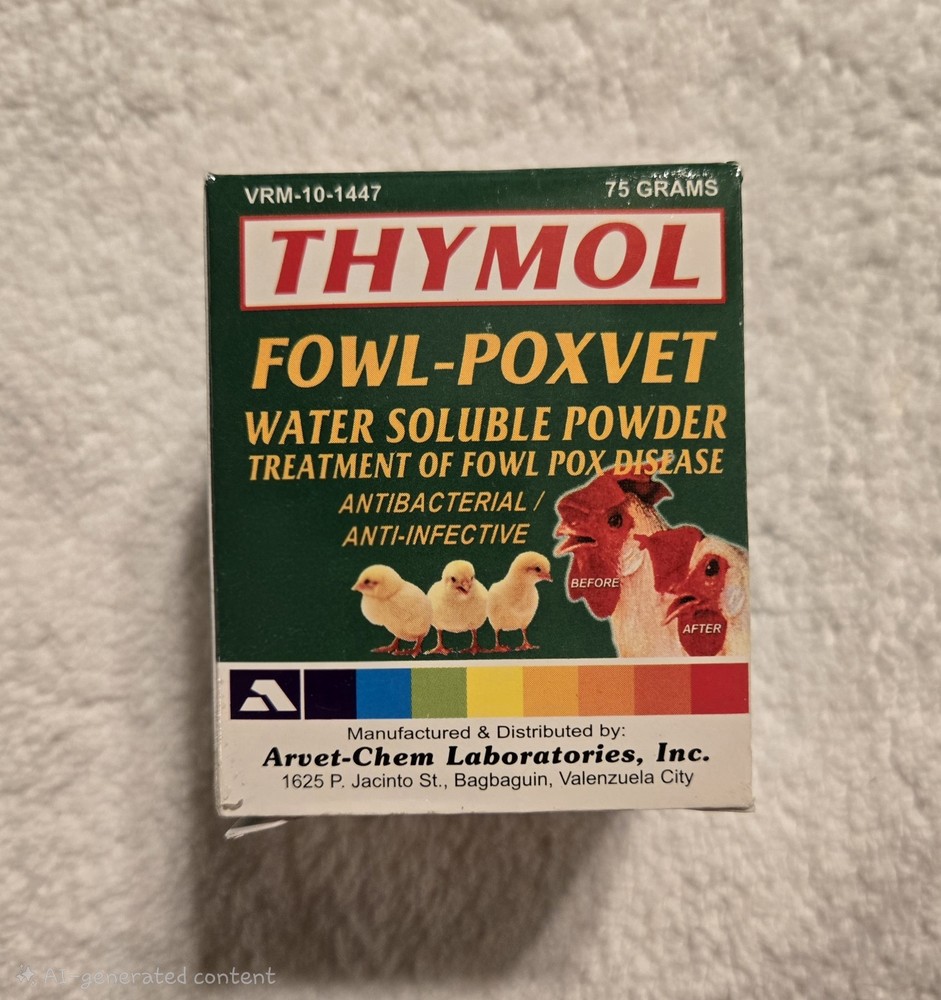 VRM-10-1447 75 GRAMS
THYMOL
FOWL-POXVET
WATER SOLUBLE POWDER
TREATMENT OF FOWL POX DISEASE
ANTIBACTERIAL /
ANTI-INFECTIVE
BEFORE
AFTER
Manufactured & Distributed by:
Arvet-Chem Laboratories, Inc.
1625 P. Jacinto St., Bagbaguin, Valenzuela City
AI-generated content